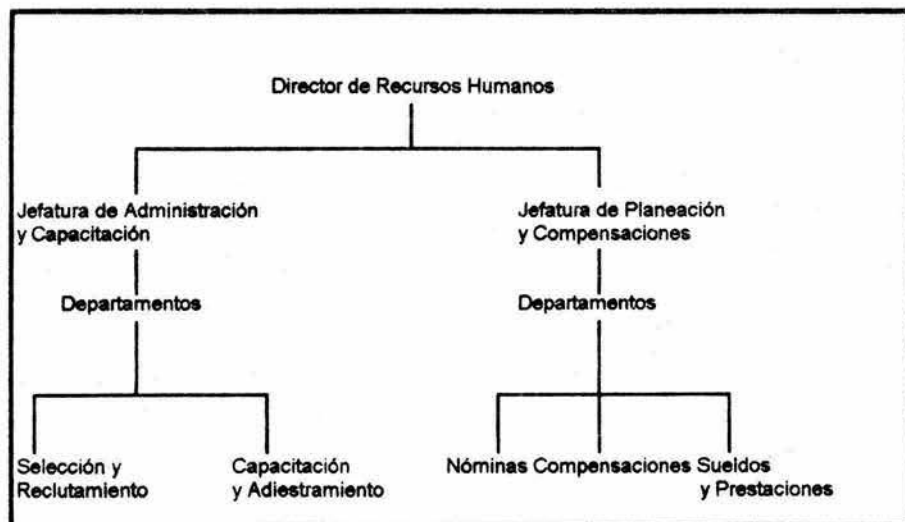 Director de Recursos Humanos
Jefatura de Administración
y Capacitación
Jefatura de Planeación
y Compensaciones
Departamentos
Departamentos
Selección y
Reclutamiento
Capacitación
y Adiestramiento
Nóminas
Compensaciones
Sueldos
y Prestaciones